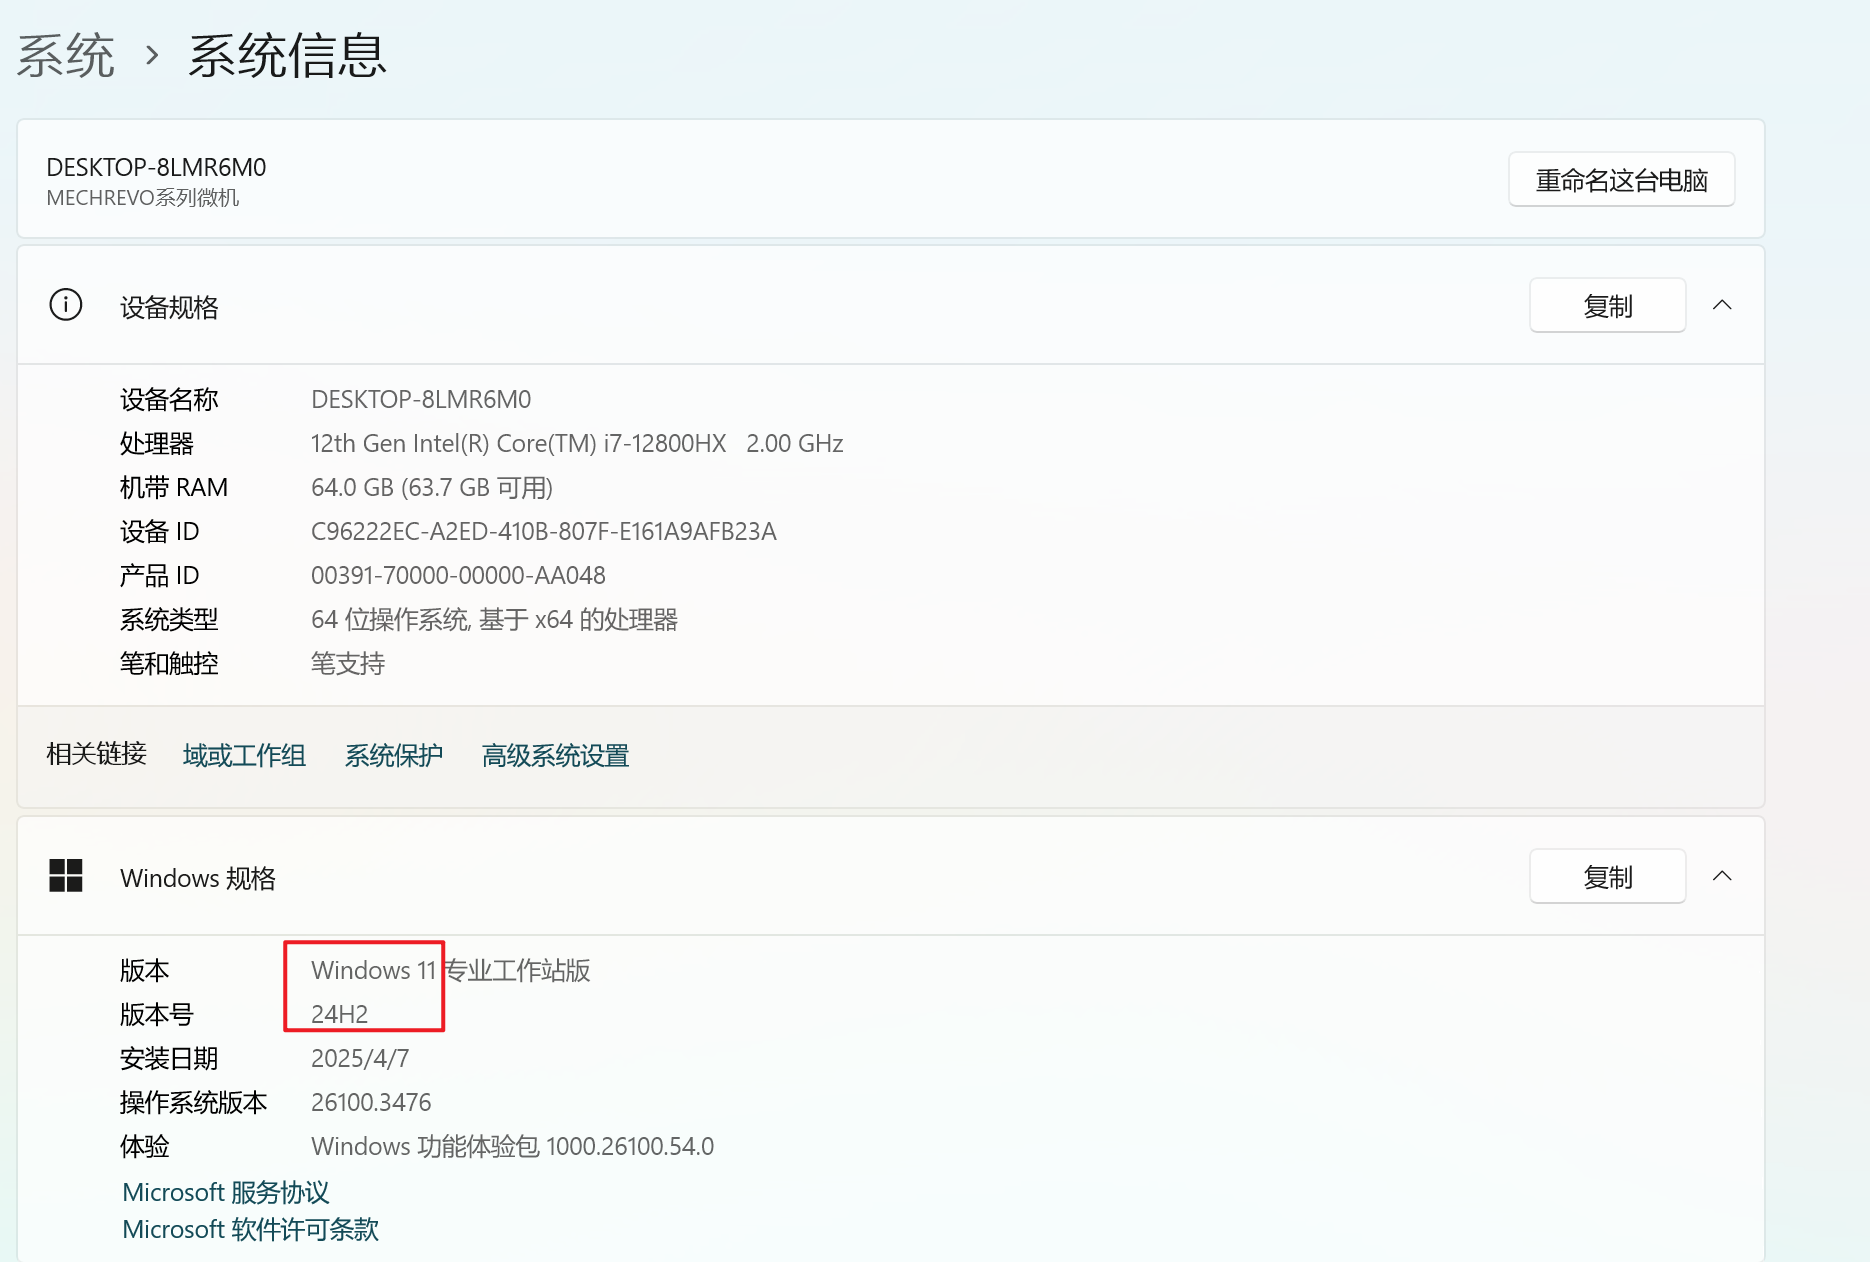 系统 › 系统信息
DESKTOP-8LMR6M0
MECHREVO系列微机
重命名这台电脑
设备规格
复制
设备名称 DESKTOP-8LMR6M0
处理器 12th Gen Intel(R) Core(TM) i7-12800HX 2.00 GHz
机带 RAM 64.0 GB (63.7 GB 可用)
设备 ID C96222EC-A2ED-410B-807F-E161A9AFB23A
产品 ID 00391-70000-00000-AA048
系统类型 64 位操作系统, 基于 x64 的处理器
笔和触控 笔支持
相关链接 域或工作组 系统保护 高级系统设置
Windows 规格
复制
版本 Windows 11 专业工作站版
版本号 24H2
安装日期 2025/4/7
操作系统版本 26100.3476
体验 Windows 功能体验包 1000.26100.54.0
Microsoft 服务协议
Microsoft 软件许可条款